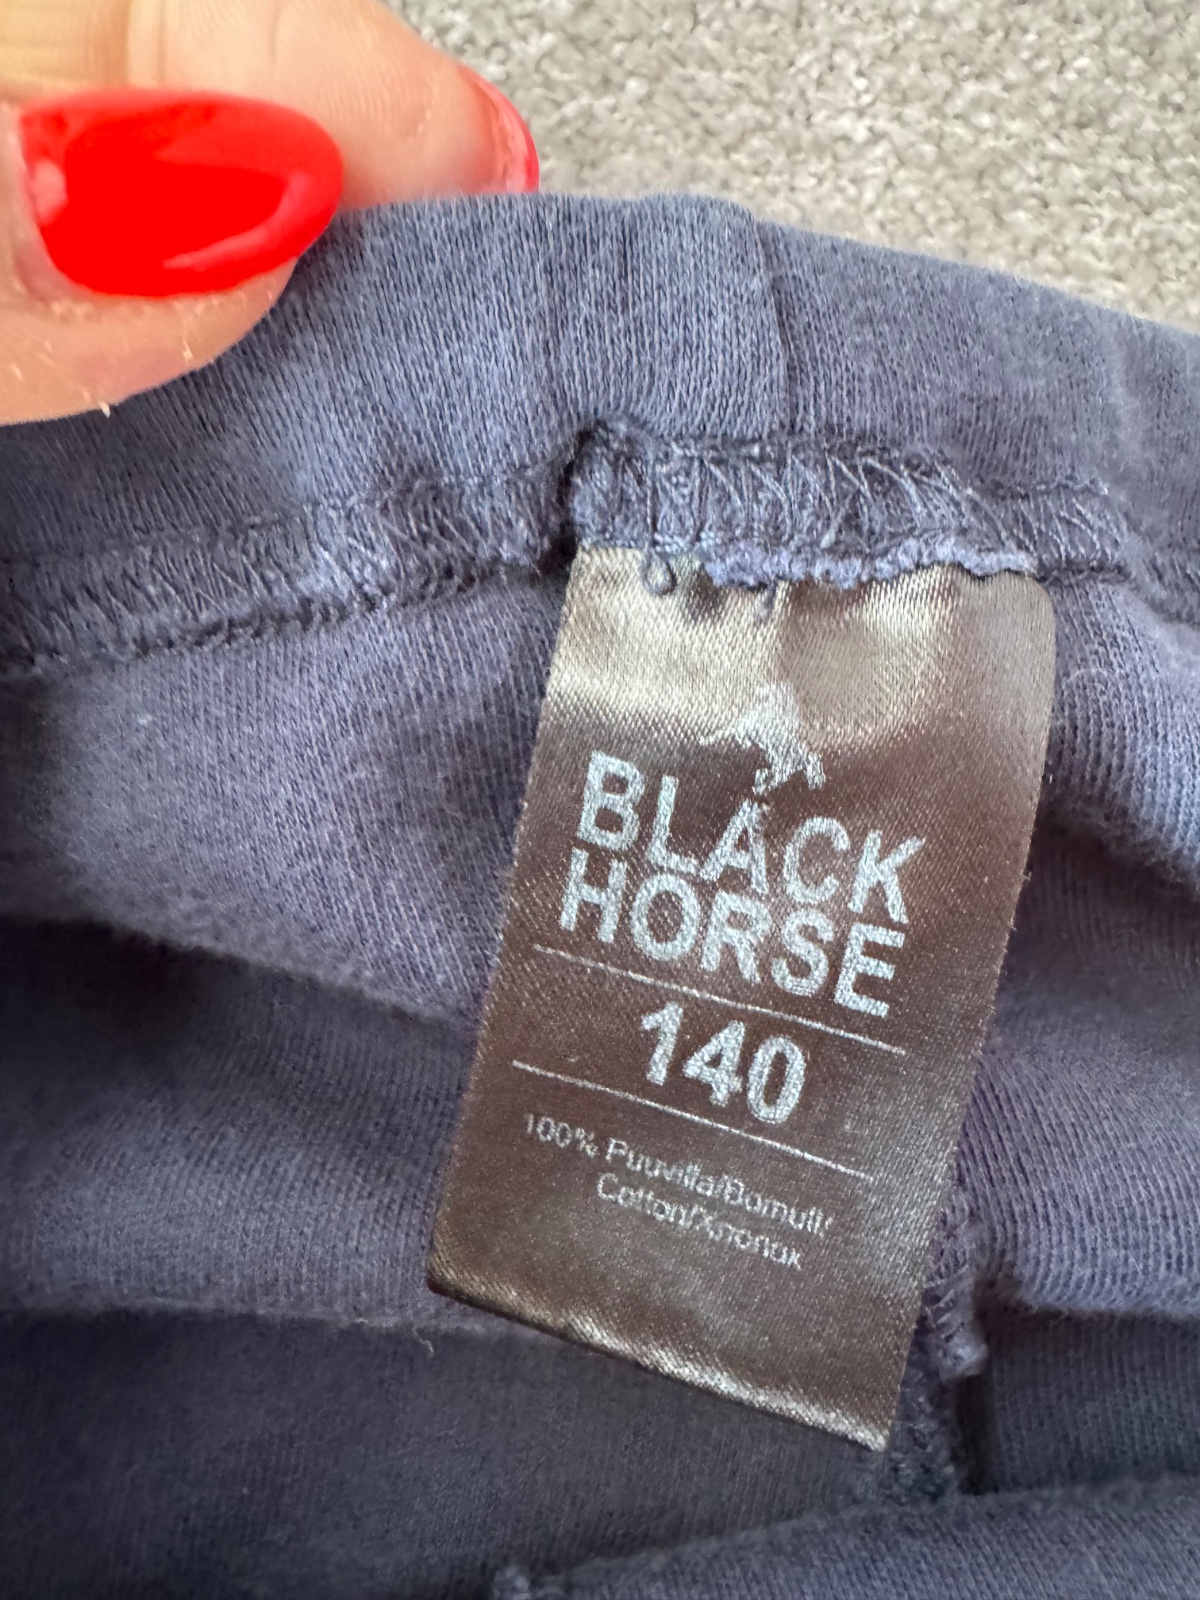 BLACK
HORSE
140
100% Puuvilla/Bomull/
Cotton/Хлопок